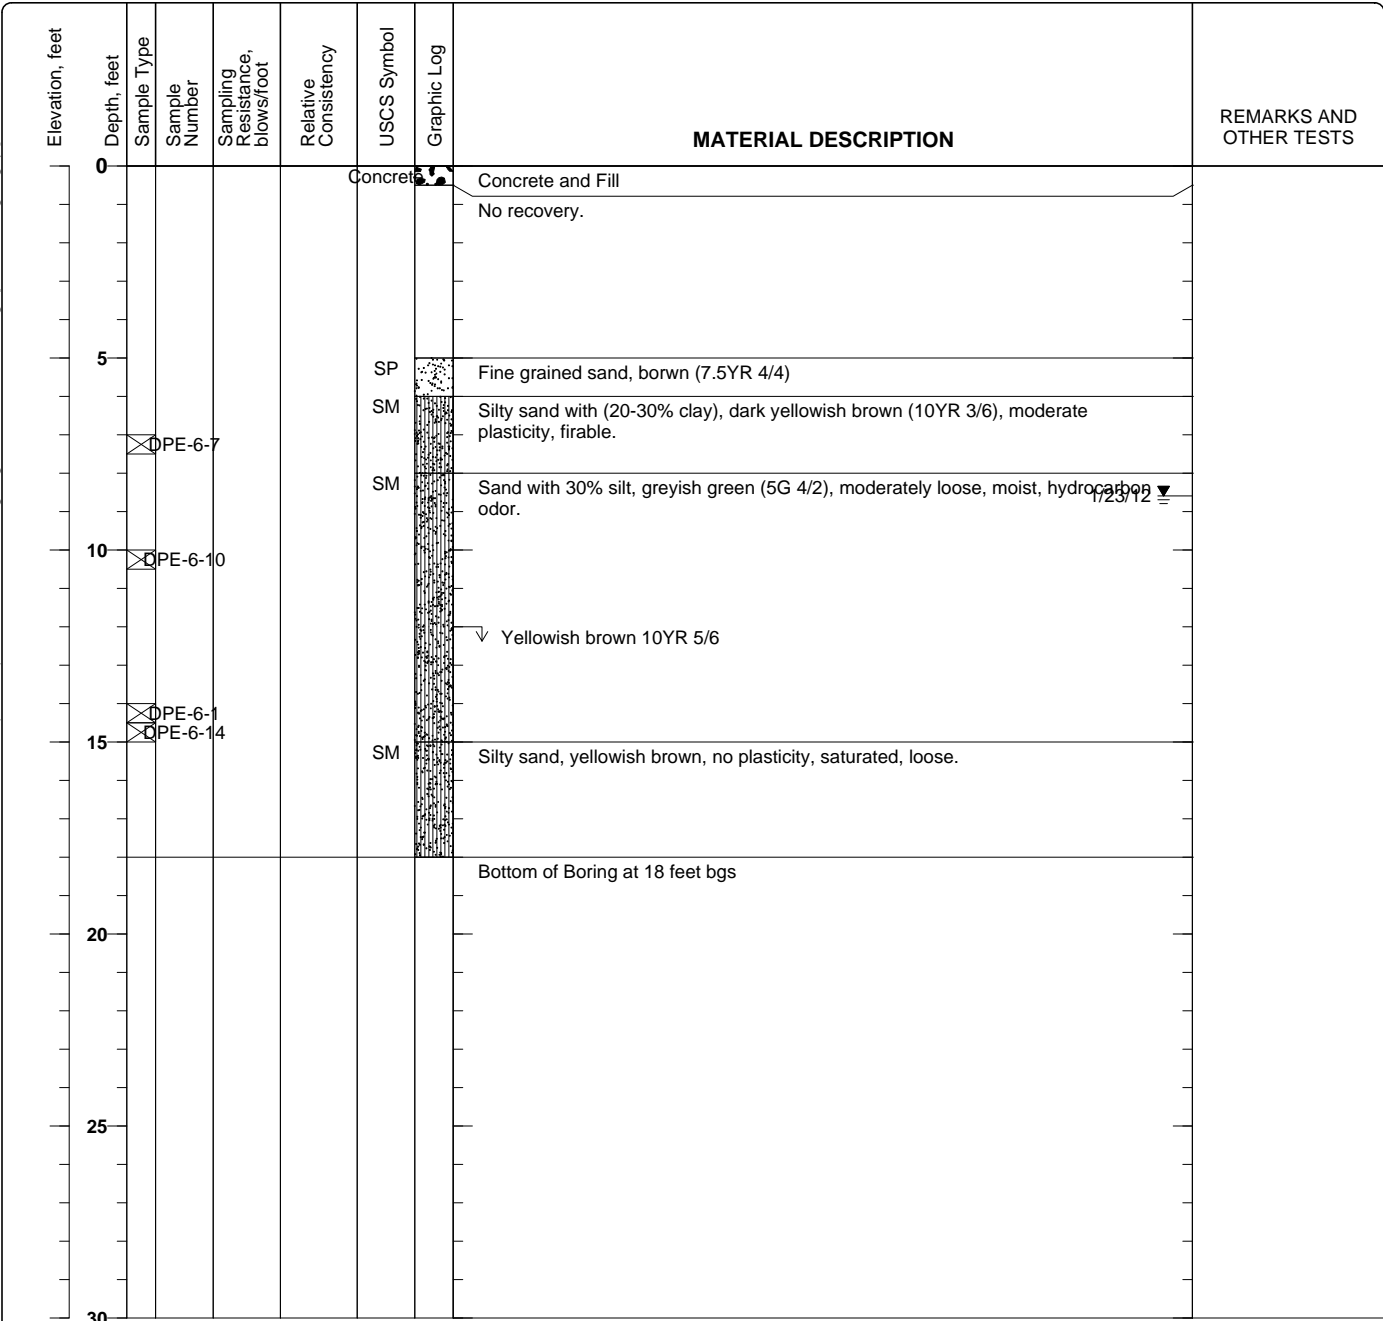 Elevation, feet
Depth, feet
Sample Type
Sample
Number
Sampling
Resistance,
blows/foot
Relative
Consistency
USCS Symbol
Graphic Log
MATERIAL DESCRIPTION
REMARKS AND
OTHER TESTS
0
Concrete
Concrete and Fill
No recovery.
5
SP
Fine grained sand, borwn (7.5YR 4/4)
SM
Silty sand with (20-30% clay), dark yellowish brown (10YR 3/6), moderate
plasticity, firable.
DPE-6-7
SM
Sand with 30% silt, greyish green (5G 4/2), moderately loose, moist, hydrocarbon
odor.
1/23/12
10
DPE-6-10
Yellowish brown 10YR 5/6
DPE-6-1
DPE-6-14
15
SM
Silty sand, yellowish brown, no plasticity, saturated, loose.
Bottom of Boring at 18 feet bgs
20
25
30